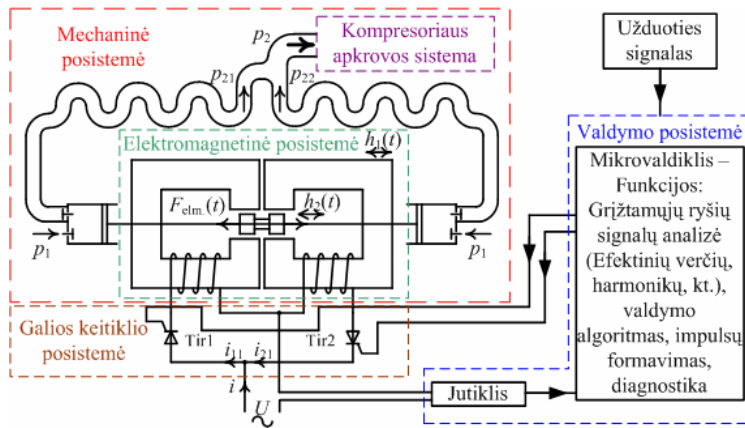 Mechaninė
posistemė
p2
Kompresoriaus
apkrovos sistema
p21
p22
Užduoties
signalas
Elektromagnetinė posistemė
h1(t)
Felm.(t)
h2(t)
p1
p1
Valdymo posistemė
Mikrovaldiklis –
Funkcijos:
Grįžtamųjų ryšių
signalų analizė
(Efektinių verčių,
harmonikų, kt.),
valdymo
algoritmas, impulsų
formavimas,
diagnostika
Galios keitiklio
posistemė
Tir1
Tir2
i11
i21
i
U
~
Jutiklis